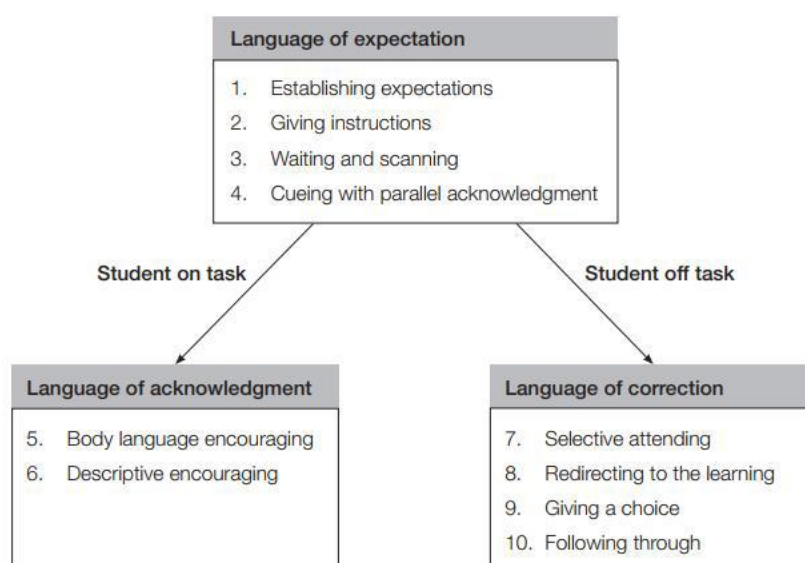 Language of expectation
1. Establishing expectations
2. Giving instructions
3. Waiting and scanning
4. Cueing with parallel acknowledgment
Student on task
Student off task
Language of acknowledgment
5. Body language encouraging
6. Descriptive encouraging
Language of correction
7. Selective attending
8. Redirecting to the learning
9. Giving a choice
10. Following through